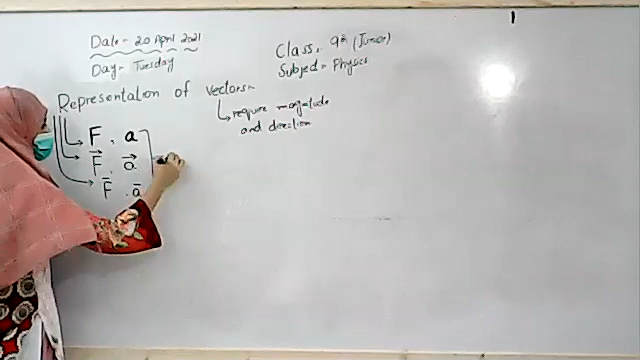 Date:- 20 April 2021
Day:- Tuesday
Class:- 9th (Junior)
Subject:- Physics
Representation of vectors:-
require magnitude
and direction
F , a
F⃗ , a⃗
F̄ , ā